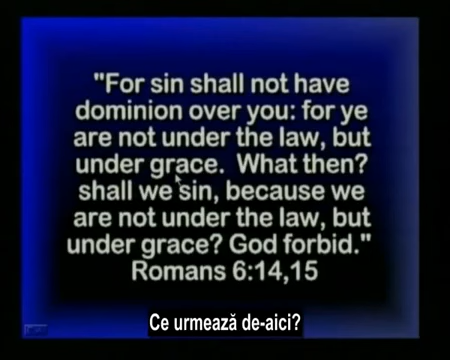 "For sin shall not have
dominion over you: for ye
are not under the law, but
under grace.  What then?
shall we sin, because we
are not under the law, but
under grace? God forbid."
Romans 6:14,15
Ce urmează de-aici?